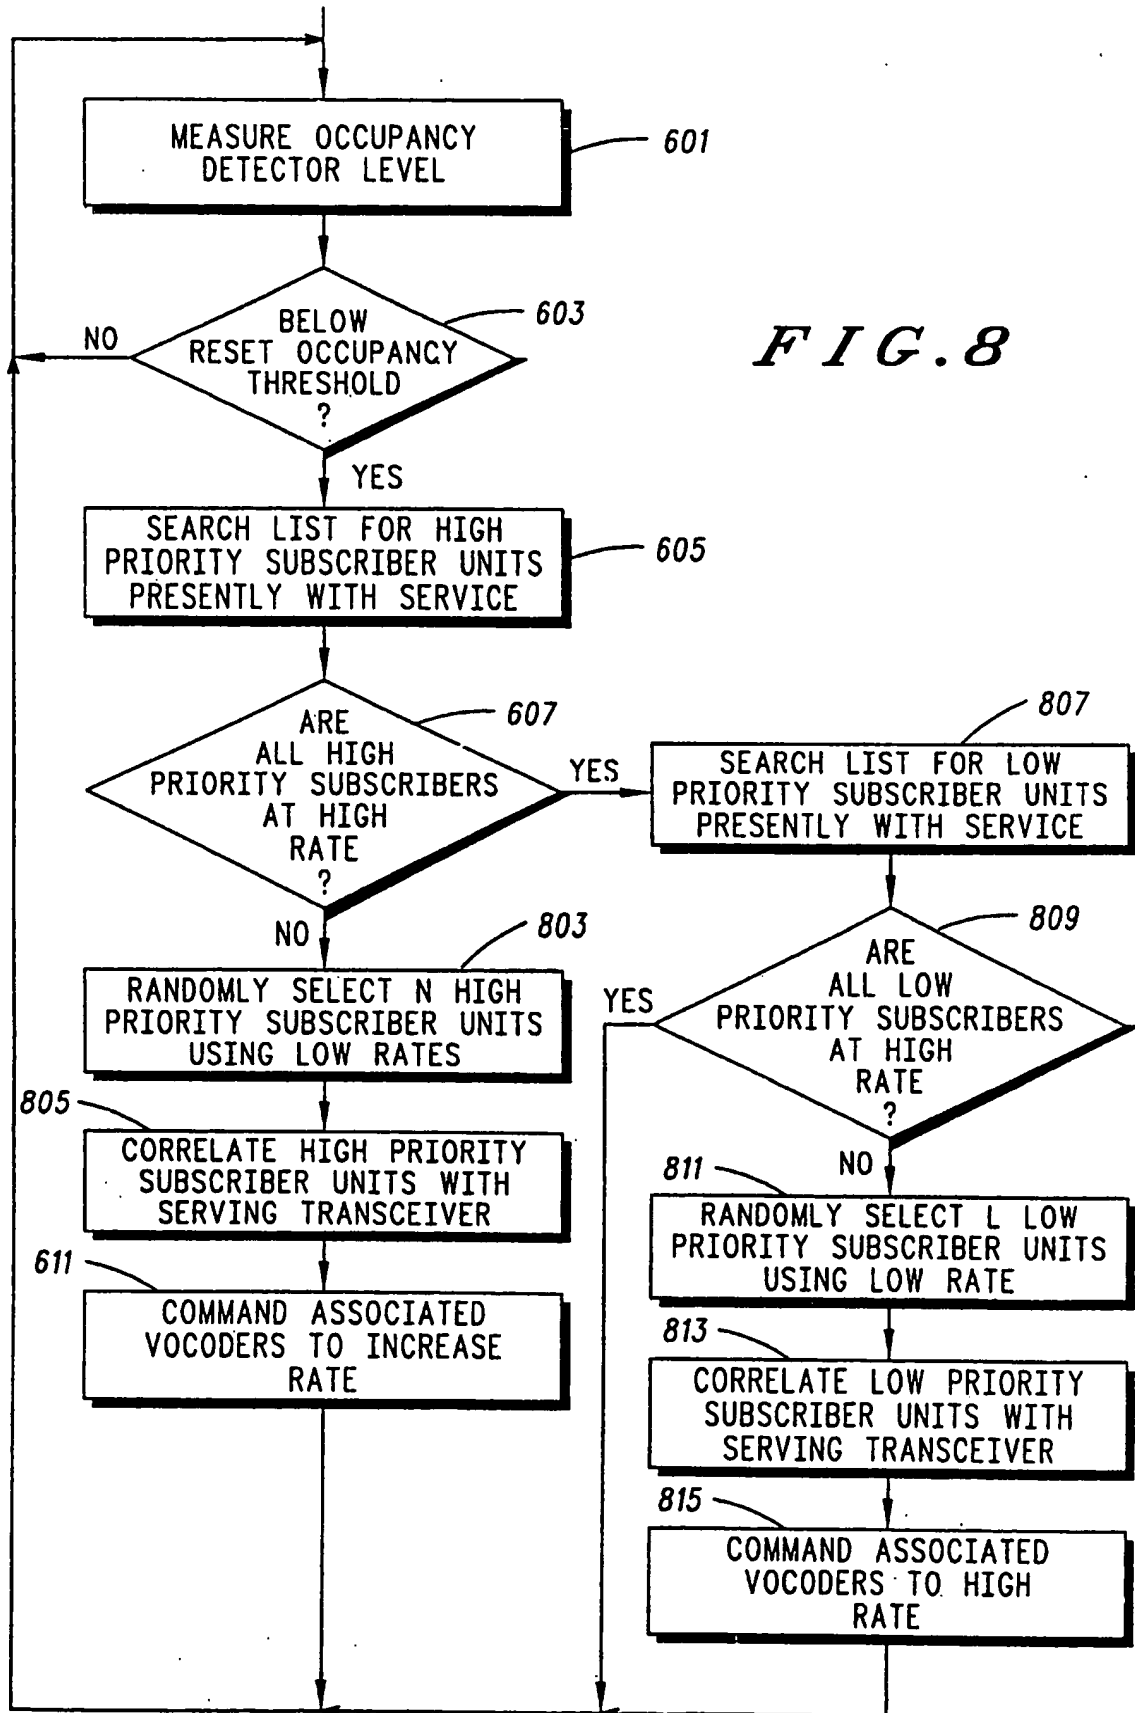 MEASURE OCCUPANCY
DETECTOR LEVEL
601
BELOW
RESET OCCUPANCY
THRESHOLD
?
603
NO
YES
FIG.8
SEARCH LIST FOR HIGH
PRIORITY SUBSCRIBER UNITS
PRESENTLY WITH SERVICE
605
ARE
ALL HIGH
PRIORITY SUBSCRIBERS
AT HIGH
RATE
?
607
YES
NO
803
RANDOMLY SELECT N HIGH
PRIORITY SUBSCRIBER UNITS
USING LOW RATES
805
CORRELATE HIGH PRIORITY
SUBSCRIBER UNITS WITH
SERVING TRANSCEIVER
611
COMMAND ASSOCIATED
VOCODERS TO INCREASE
RATE
807
SEARCH LIST FOR LOW
PRIORITY SUBSCRIBER UNITS
PRESENTLY WITH SERVICE
809
YES
ARE
ALL LOW
PRIORITY SUBSCRIBERS
AT HIGH
RATE
?
NO
811
RANDOMLY SELECT L LOW
PRIORITY SUBSCRIBER UNITS
USING LOW RATE
813
CORRELATE LOW PRIORITY
SUBSCRIBER UNITS WITH
SERVING TRANSCEIVER
815
COMMAND ASSOCIATED
VOCODERS TO HIGH
RATE